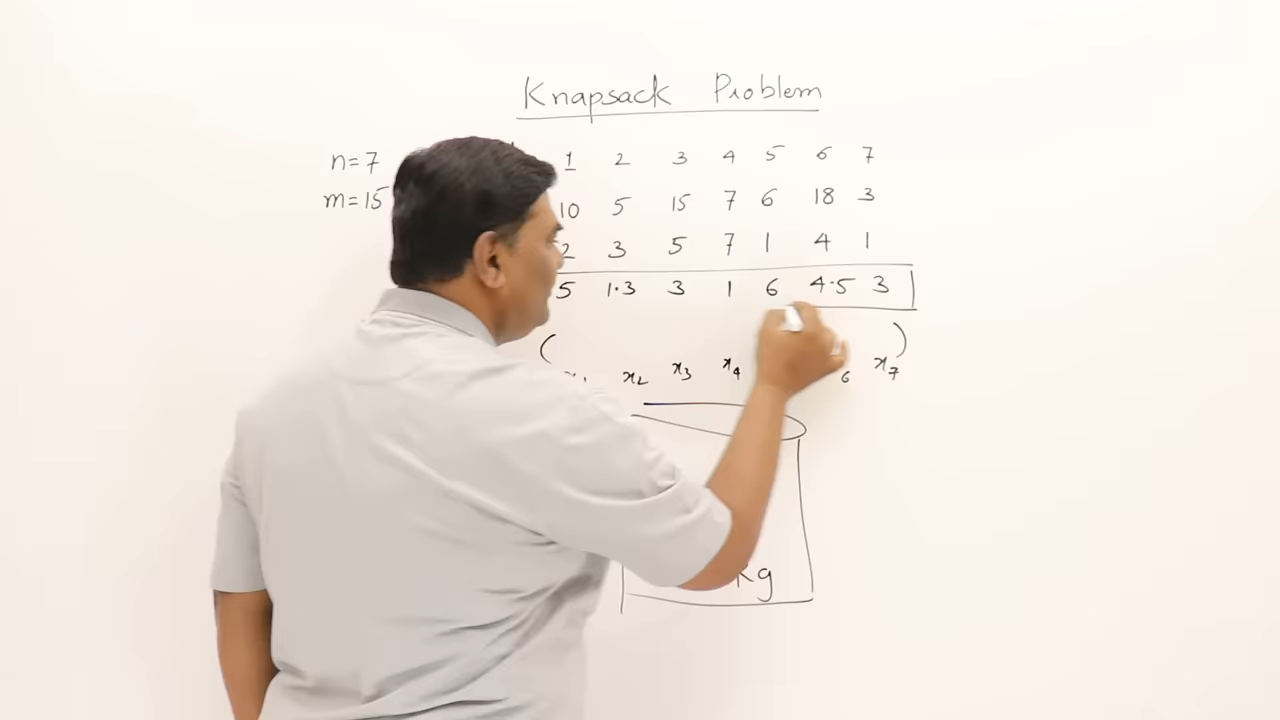 Knapsack Problem
n=7 1 2 3 4 5 6 7
m=15 10 5 15 7 6 18 3
2 3 5 7 1 4 1
5 1.3 3 1 6 4.5 3
( )
x2 x3 x4 6 x7
Kg